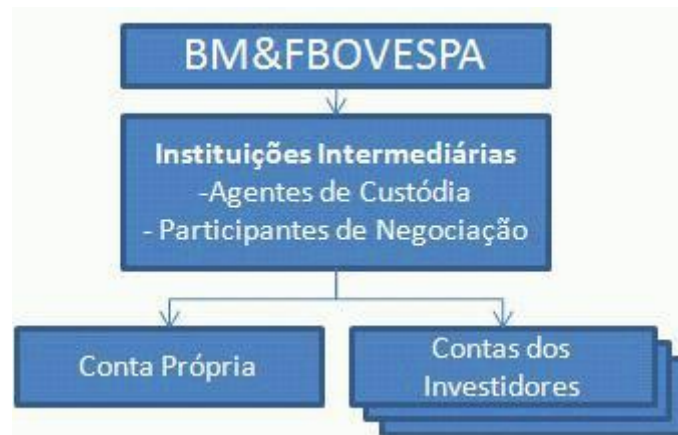 BM&FBOVESPA
Instituições Intermediárias
-Agentes de Custódia
- Participantes de Negociação
Conta Própria
Contas dos
Investidores